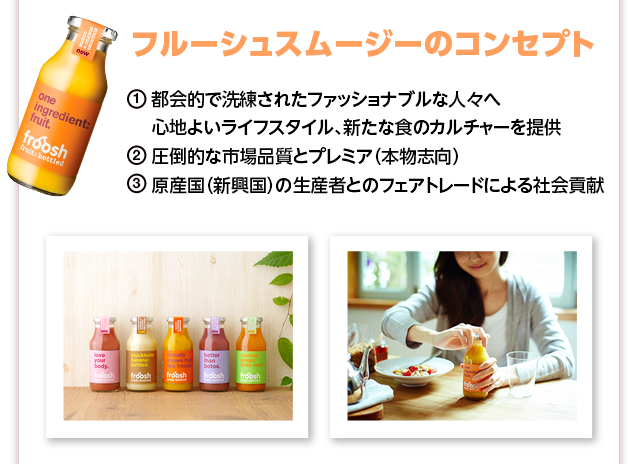 フルーシュスムージーのコンセプト
new
one
ingredient:
fruit.
froosh
fruit: bottled
① 都会的で洗練されたファッショナブルな人々へ
心地よいライフスタイル、新たな食のカルチャーを提供
② 圧倒的な市場品質とプレミア（本物志向）
③ 原産国（新興国）の生産者とのフェアトレードによる社会貢献
love
your
body.
froosh
froosh
froosh
better
than
botox.
froosh
froosh